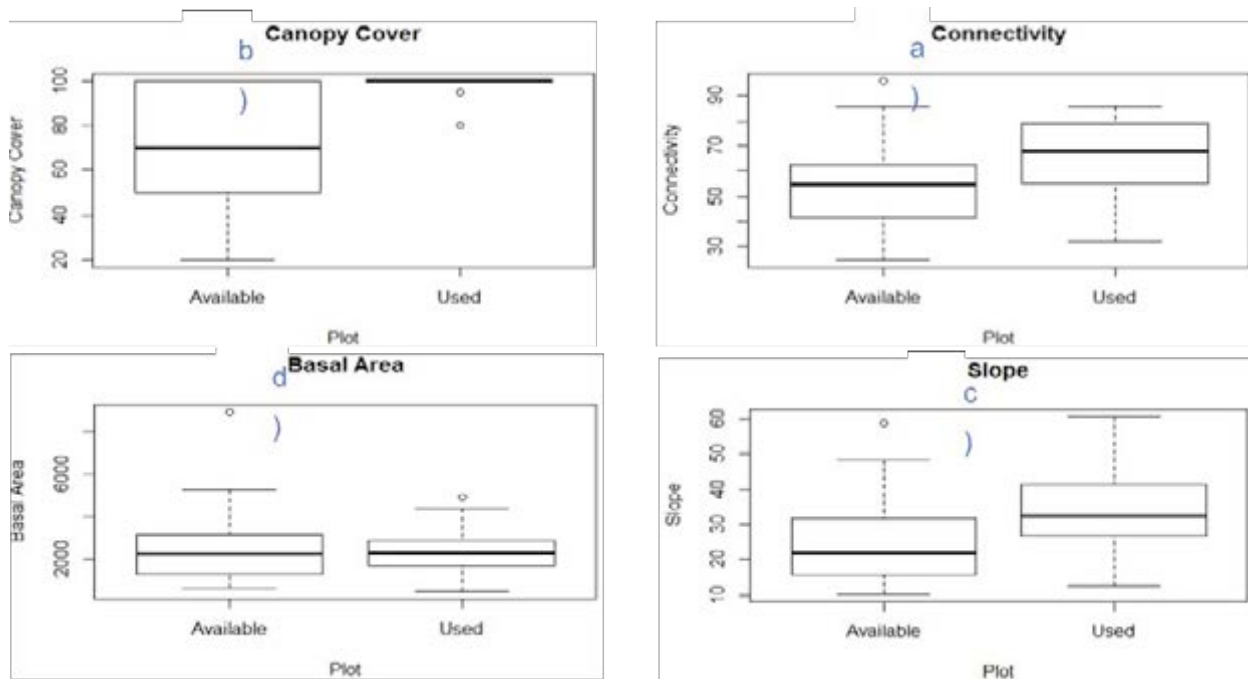 Canopy Cover
b
)
Canopy Cover
100
80
60
40
20
Available Used
Plot
Connectivity
a
)
Connectivity
90
70
50
30
Available Used
Plot
Basal Area
d
)
Basal Area
6000
2000
Available Used
Plot
Slope
c
)
Slope
60
50
40
30
20
10
Available Used
Plot